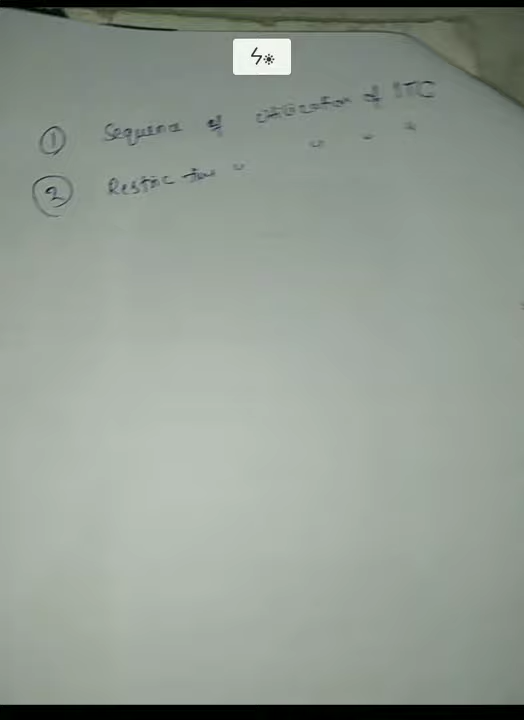 ① Sequence of utilization of ITC
② Restriction " " " "